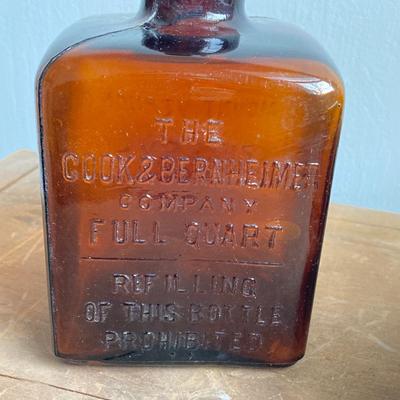 THE
COOK & BERNHEIMER
COMPANY
FULL QUART
REFILLING
OF THIS BOTTLE
PROHIBITED